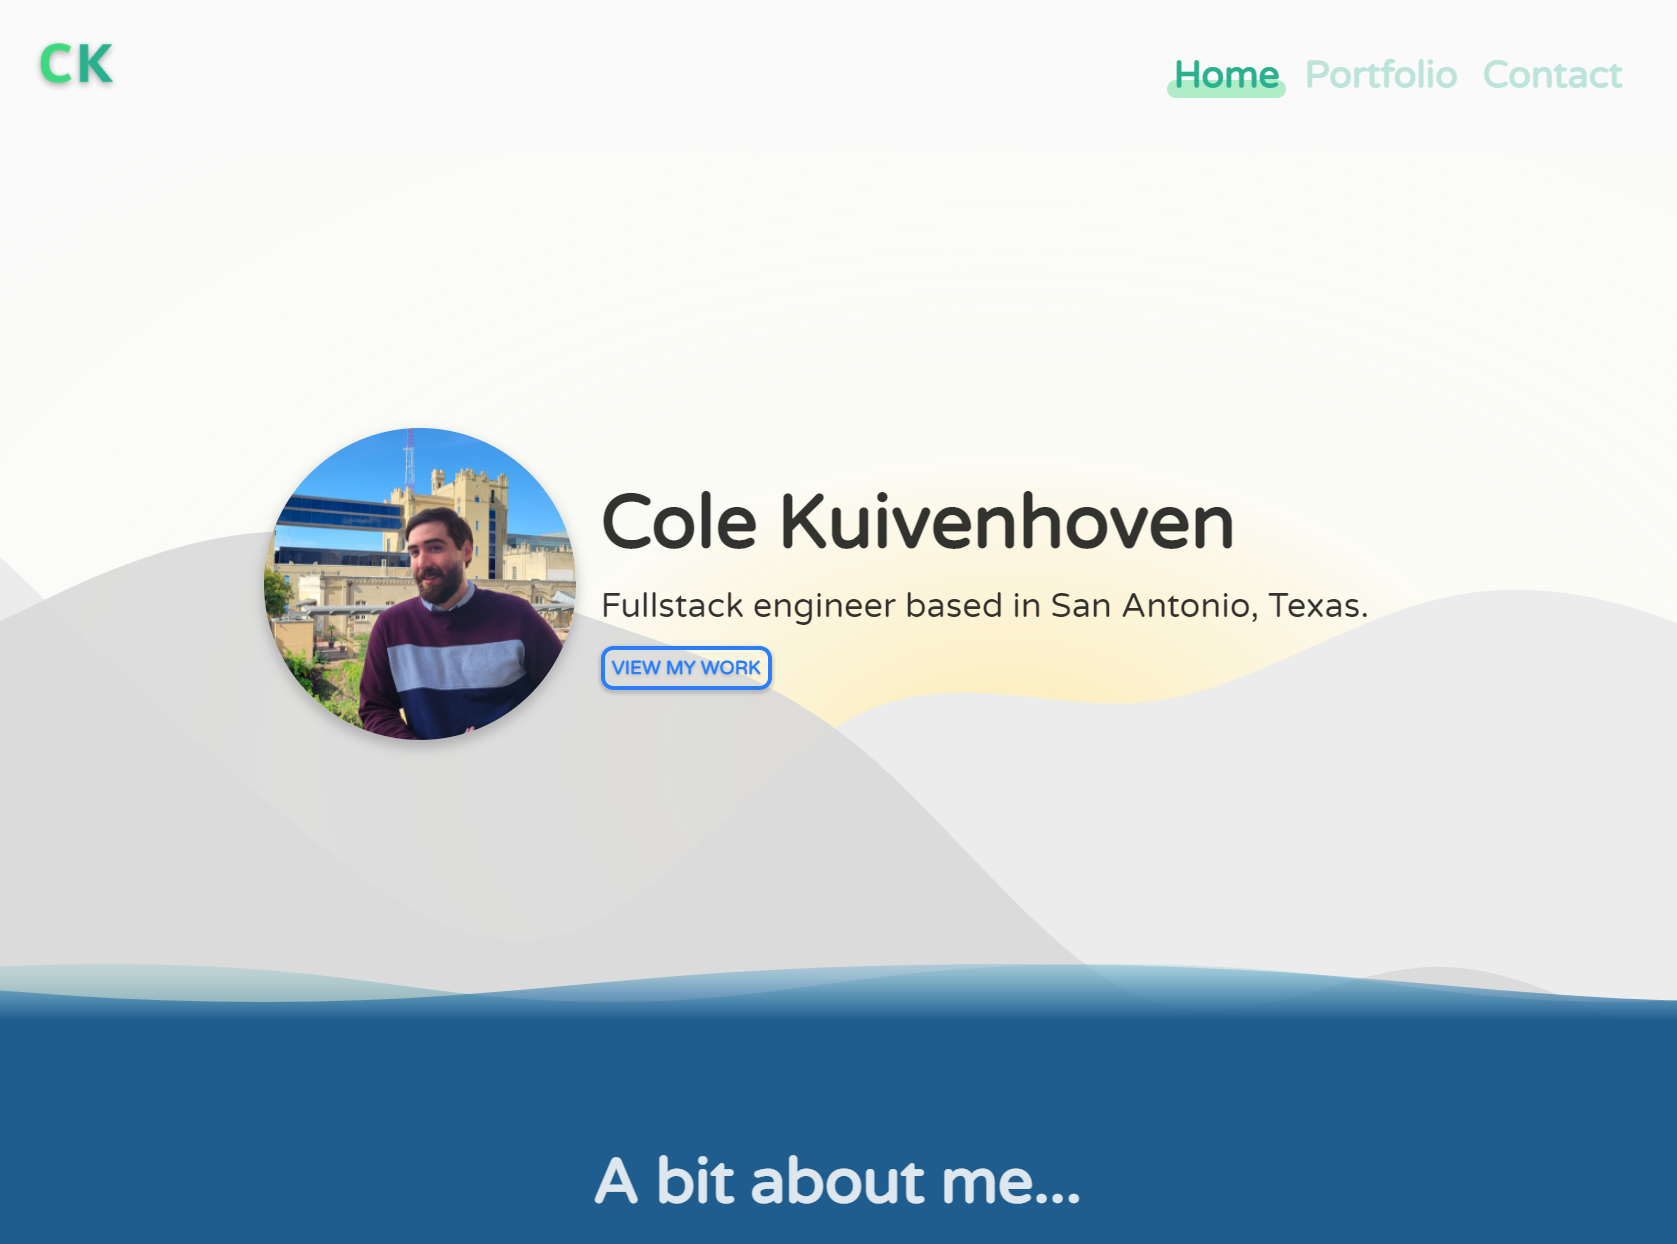 CK
Home Portfolio Contact
Cole Kuivenhoven
Fullstack engineer based in San Antonio, Texas.
VIEW MY WORK
A bit about me...